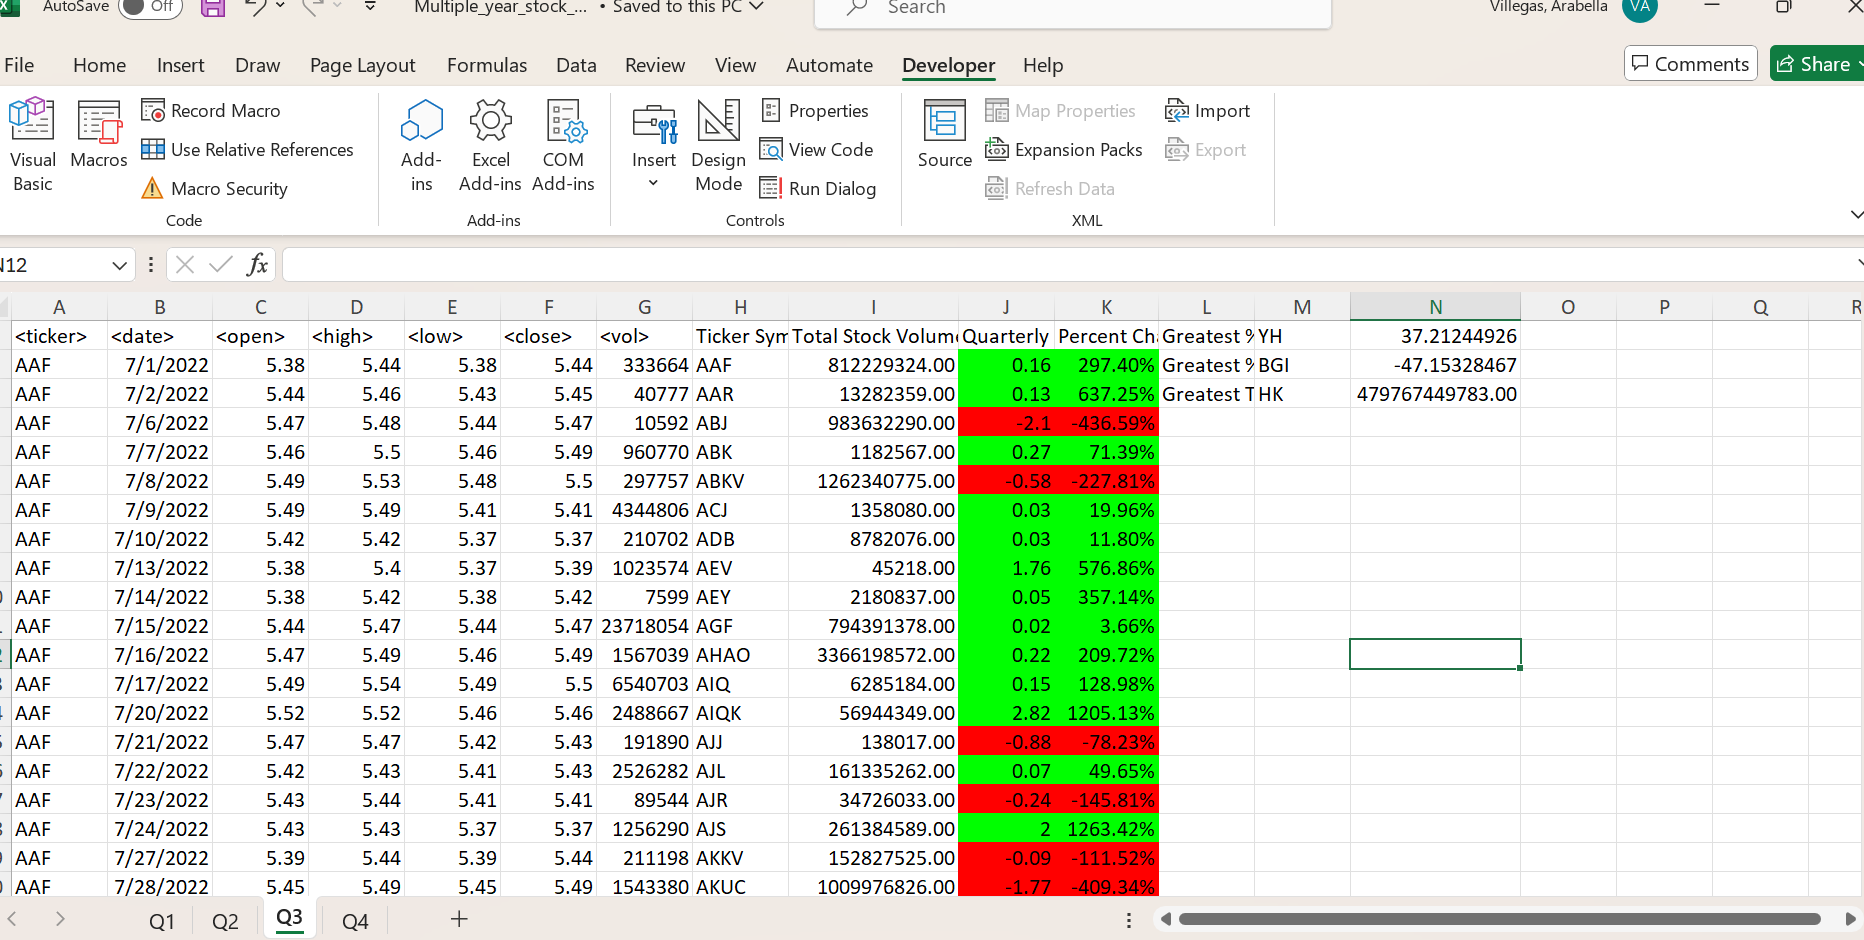 AutoSave Off Multiple_year_stock_... • Saved to this PC Search Villegas, Arabella VA
File Home Insert Draw Page Layout Formulas Data Review View Automate Developer Help Comments Share
Visual Basic Macros Record Macro Use Relative References Macro Security Code
Add-ins Excel Add-ins COM Add-ins Add-ins
Insert Design Mode Properties View Code Run Dialog Controls
Source Map Properties Expansion Packs Refresh Data Import Export XML
N12 fx
A B C D E F G H I J K L M N O P Q R
<ticker> <date> <open> <high> <low> <close> <vol> Ticker Sym Total Stock Volum Quarterly Percent Ch Greatest % YH 37.21244926
AAF 7/1/2022 5.38 5.44 5.38 5.44 333664 AAF 812229324.00 0.16 297.40% Greatest % BGI -47.15328467
AAF 7/2/2022 5.44 5.46 5.43 5.45 40777 AAR 13282359.00 0.13 637.25% Greatest T HK 479767449783.00
AAF 7/6/2022 5.47 5.48 5.44 5.47 10592 ABJ 983632290.00 -2.1 -436.59%
AAF 7/7/2022 5.46 5.5 5.46 5.49 960770 ABK 1182567.00 0.27 71.39%
AAF 7/8/2022 5.49 5.53 5.48 5.5 297757 ABKV 1262340775.00 -0.58 -227.81%
AAF 7/9/2022 5.49 5.49 5.41 5.41 4344806 ACJ 1358080.00 0.03 19.96%
AAF 7/10/2022 5.42 5.42 5.37 5.37 210702 ADB 8782076.00 0.03 11.80%
AAF 7/13/2022 5.38 5.4 5.37 5.39 1023574 AEV 45218.00 1.76 576.86%
AAF 7/14/2022 5.38 5.42 5.38 5.42 7599 AEY 2180837.00 0.05 357.14%
AAF 7/15/2022 5.44 5.47 5.44 5.47 23718054 AGF 794391378.00 0.02 3.66%
AAF 7/16/2022 5.47 5.49 5.46 5.49 1567039 AHAO 3366198572.00 0.22 209.72%
AAF 7/17/2022 5.49 5.54 5.49 5.5 6540703 AIQ 6285184.00 0.15 128.98%
AAF 7/20/2022 5.52 5.52 5.46 5.46 2488667 AIQK 56944349.00 2.82 1205.13%
AAF 7/21/2022 5.47 5.47 5.42 5.43 191890 AJJ 138017.00 -0.88 -78.23%
AAF 7/22/2022 5.42 5.43 5.41 5.43 2526282 AJL 161335262.00 0.07 49.65%
AAF 7/23/2022 5.43 5.44 5.41 5.41 89544 AJR 34726033.00 -0.24 -145.81%
AAF 7/24/2022 5.43 5.43 5.37 5.37 1256290 AJS 261384589.00 2 1263.42%
AAF 7/27/2022 5.39 5.44 5.39 5.44 211198 AKKV 152827525.00 -0.09 -111.52%
AAF 7/28/2022 5.45 5.49 5.45 5.49 1543380 AKUC 1009976826.00 -1.77 -409.34%
Q1 Q2 Q3 Q4